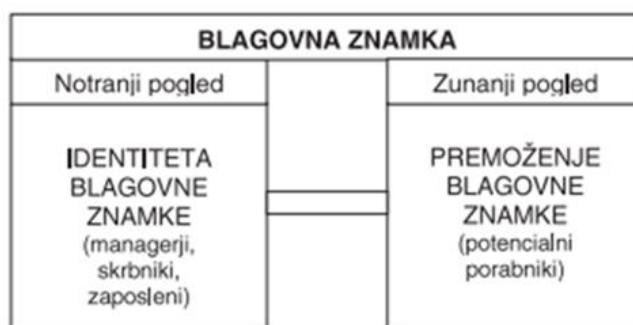 BLAGOVNA ZNAMKA
Notranji pogled
Zunanji pogled
IDENTITETA
BLAGOVNE
ZNAMKE
(managerji,
skrbniki,
zaposleni)
PREMOŽENJE
BLAGOVNE
ZNAMKE
(potencialni
porabniki)